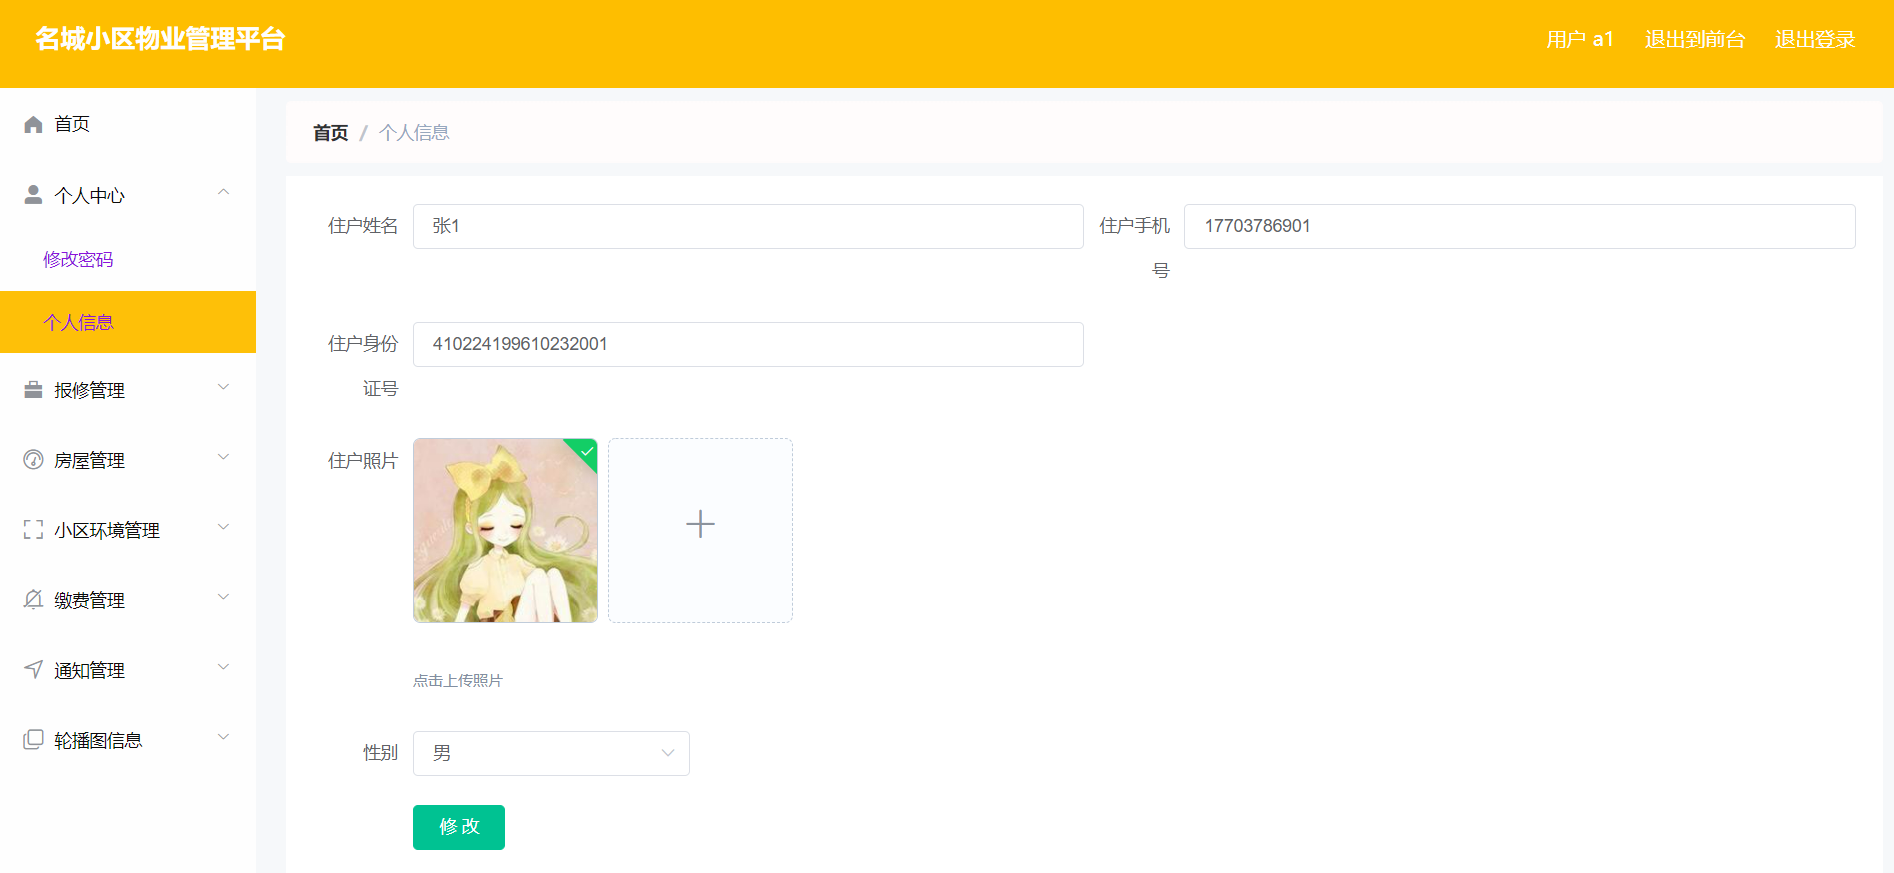 名城小区物业管理平台
用户 a1 退出到前台 退出登录
首页
个人中心
修改密码
个人信息
报修管理
房屋管理
小区环境管理
缴费管理
通知管理
轮播图信息
首页 / 个人信息
住户姓名 张1
住户手机号 17703786901
住户身份证号 410224199610232001
住户照片
点击上传照片
性别 男
修改